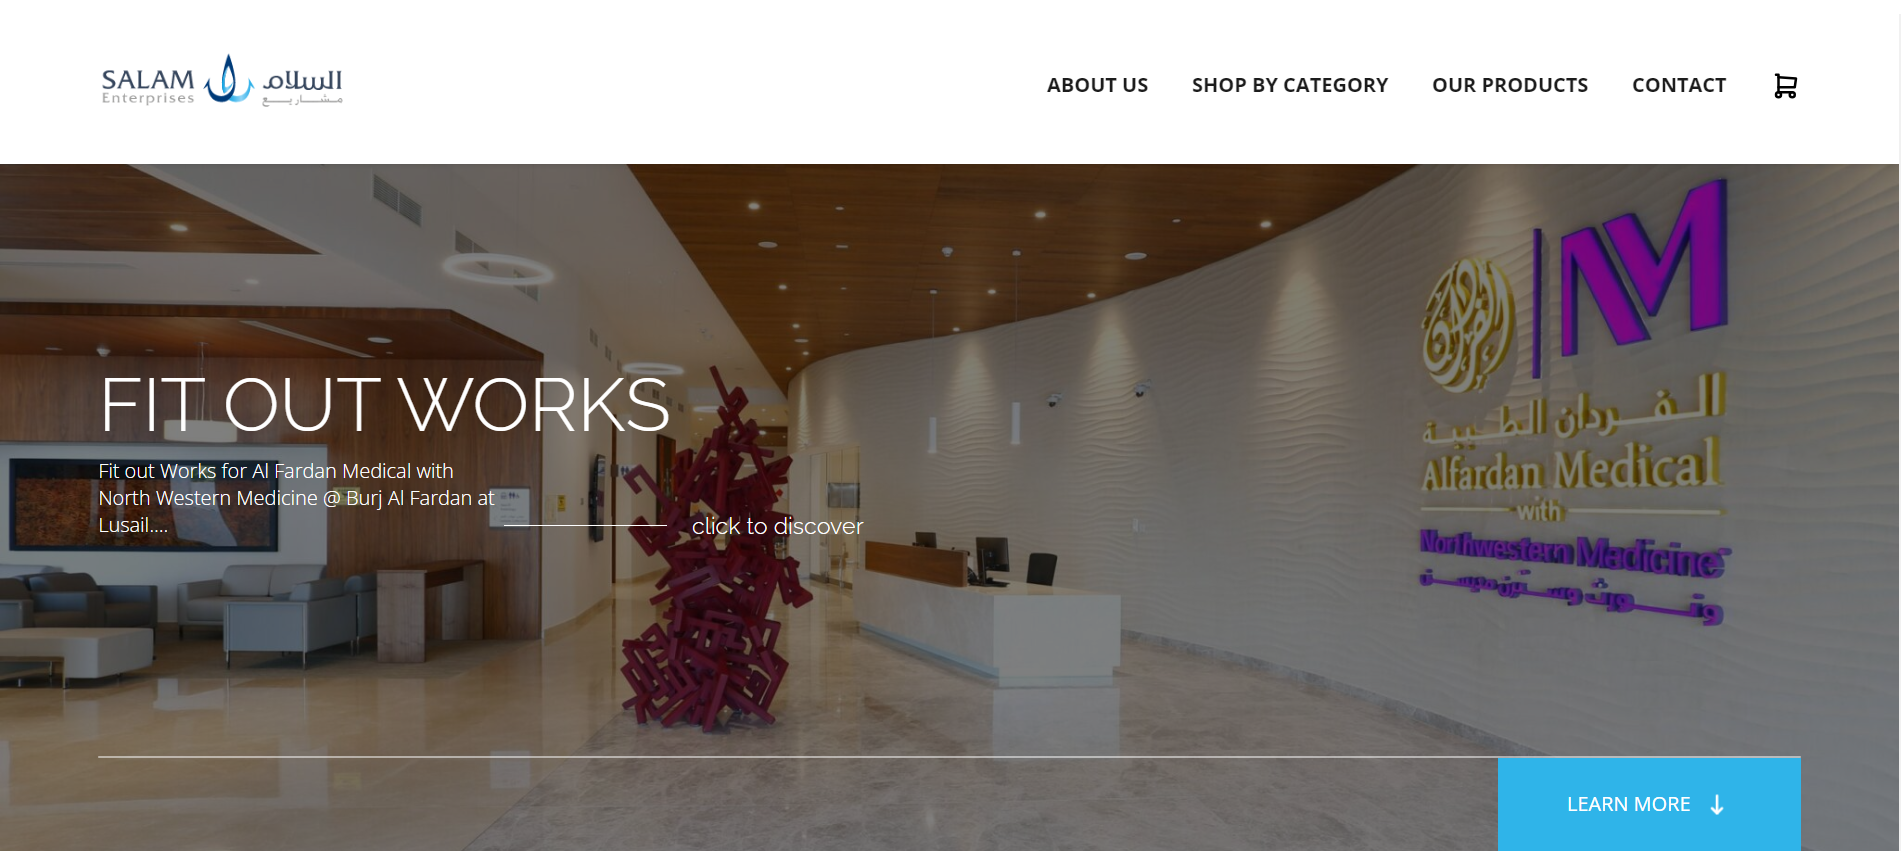 SALAM
Enterprises
السلام
مشاريع
ABOUT US
SHOP BY CATEGORY
OUR PRODUCTS
CONTACT
FIT OUT WORKS
Fit out Works for Al Fardan Medical with
North Western Medicine @ Burj Al Fardan at
Lusail....
click to discover
الفردان الطبية
Alfardan Medical
with
Northwestern Medicine
نورث وسترن ميديسن
LEARN MORE